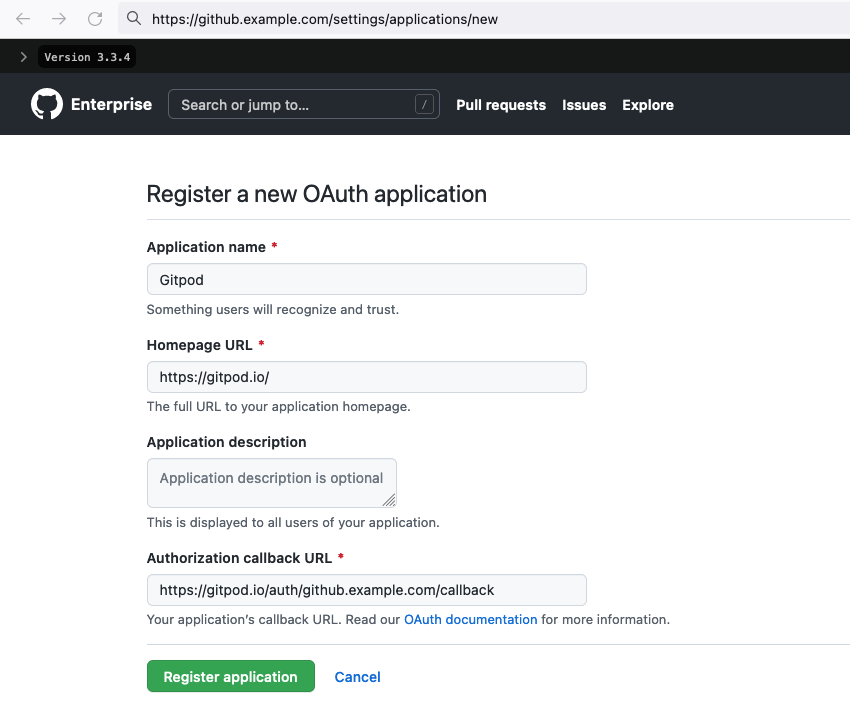 https://github.example.com/settings/applications/new
Version 3.3.4
Enterprise Search or jump to... / Pull requests Issues Explore
Register a new OAuth application
Application name *
Gitpod
Something users will recognize and trust.
Homepage URL *
https://gitpod.io/
The full URL to your application homepage.
Application description
Application description is optional
This is displayed to all users of your application.
Authorization callback URL *
https://gitpod.io/auth/github.example.com/callback
Your application’s callback URL. Read our OAuth documentation for more information.
Register application Cancel